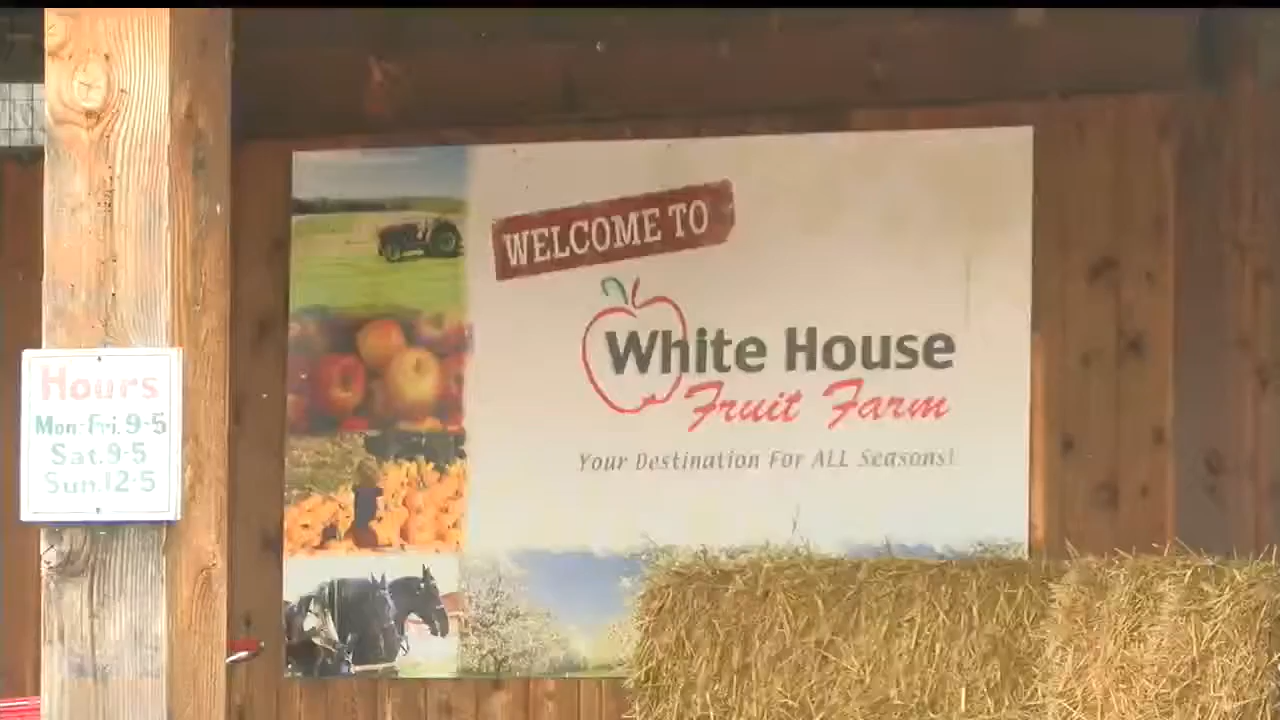 WELCOME TO
White House
Fruit Farm
Your Destination For ALL Seasons!
Hours
Mon-Fri. 9-5
Sat. 9-5
Sun. 12-5